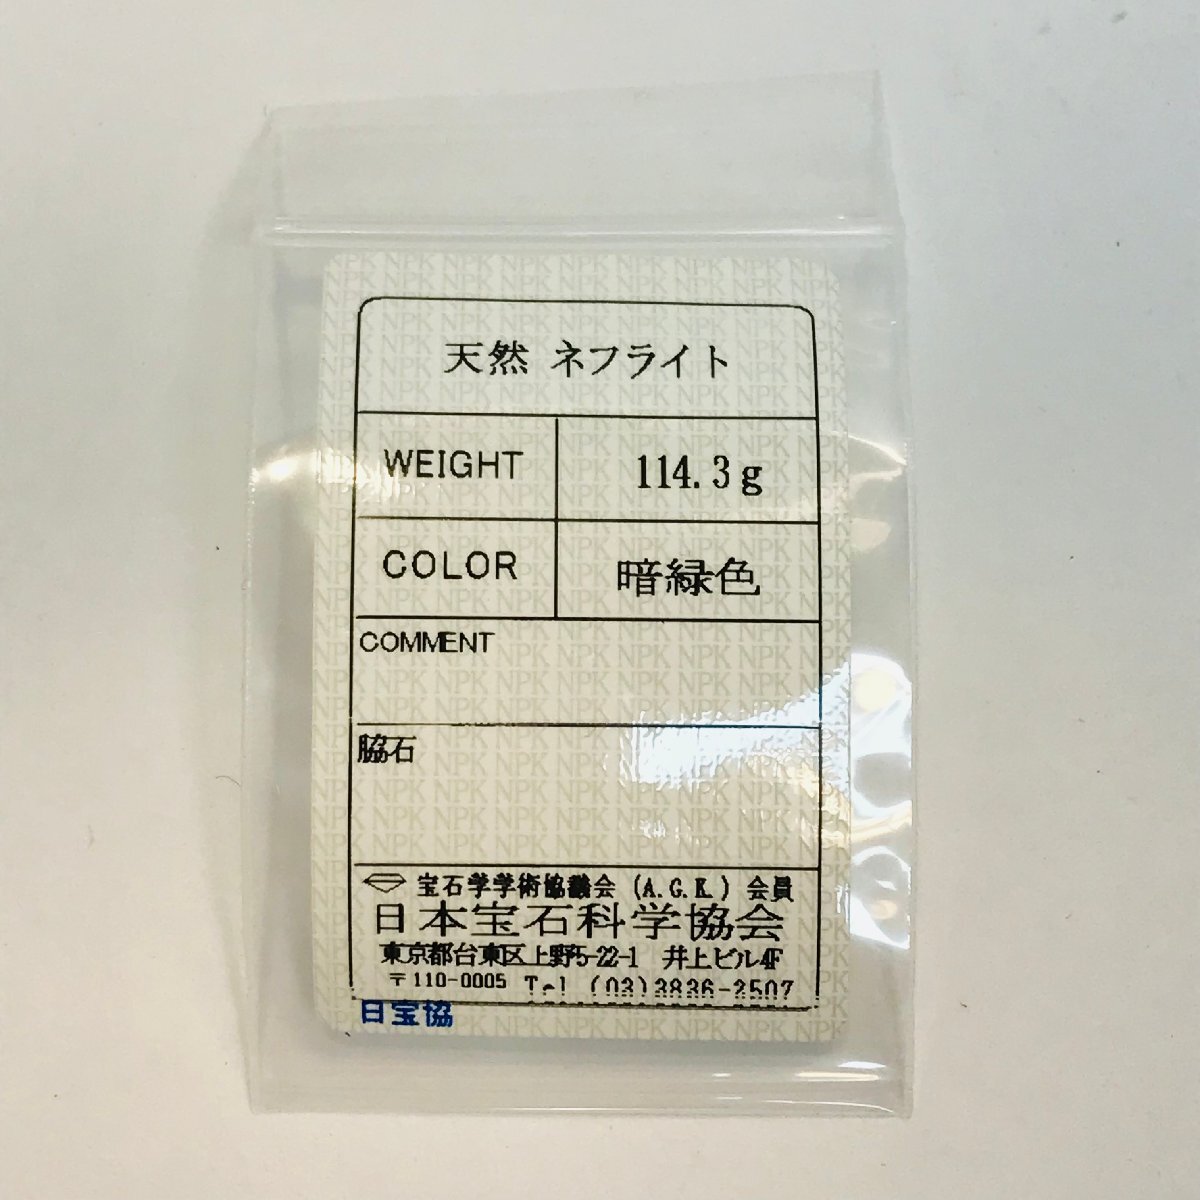 天然 ネフライト
WEIGHT 114.3g
COLOR 暗緑色
COMMENT
脇石
宝石学学術協議会 (A.G.K.) 会員
日本宝石科学協会
東京都台東区上野5-22-1 井上ビル4F
〒110-0005 Tel (03)3836-2507
日宝協